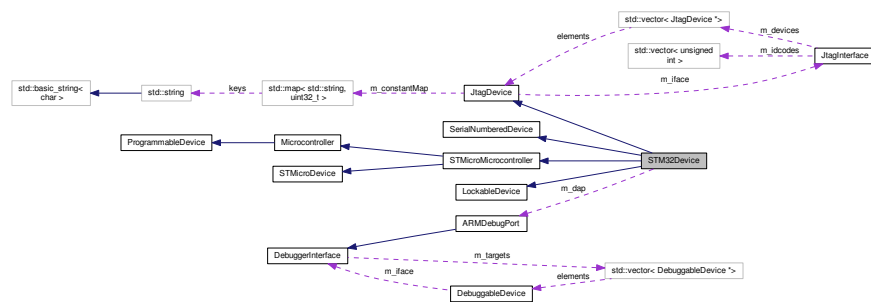 std::vector< JtagDevice *>
elements
m_devices
std::vector< unsigned
int >
m_idcodes
JtagInterface
m_iface
std::basic_string<
char >
std::string
keys
std::map< std::string,
uint32_t >
m_constantMap
JtagDevice
SerialNumberedDevice
ProgrammableDevice
Microcontroller
STMicroMicrocontroller
STM32Device
STMicroDevice
LockableDevice
m_dap
ARMDebugPort
DebuggerInterface
m_targets
std::vector< DebuggableDevice *>
m_iface
elements
DebuggableDevice